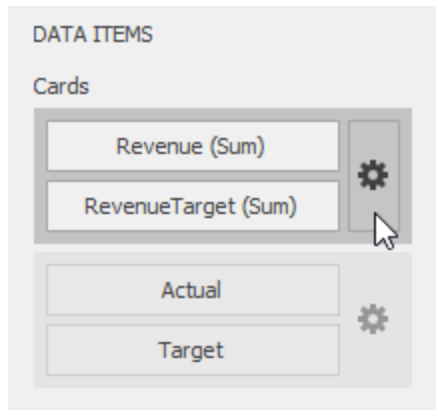 DATA ITEMS
Cards
Revenue (Sum)
RevenueTarget (Sum)
Actual
Target